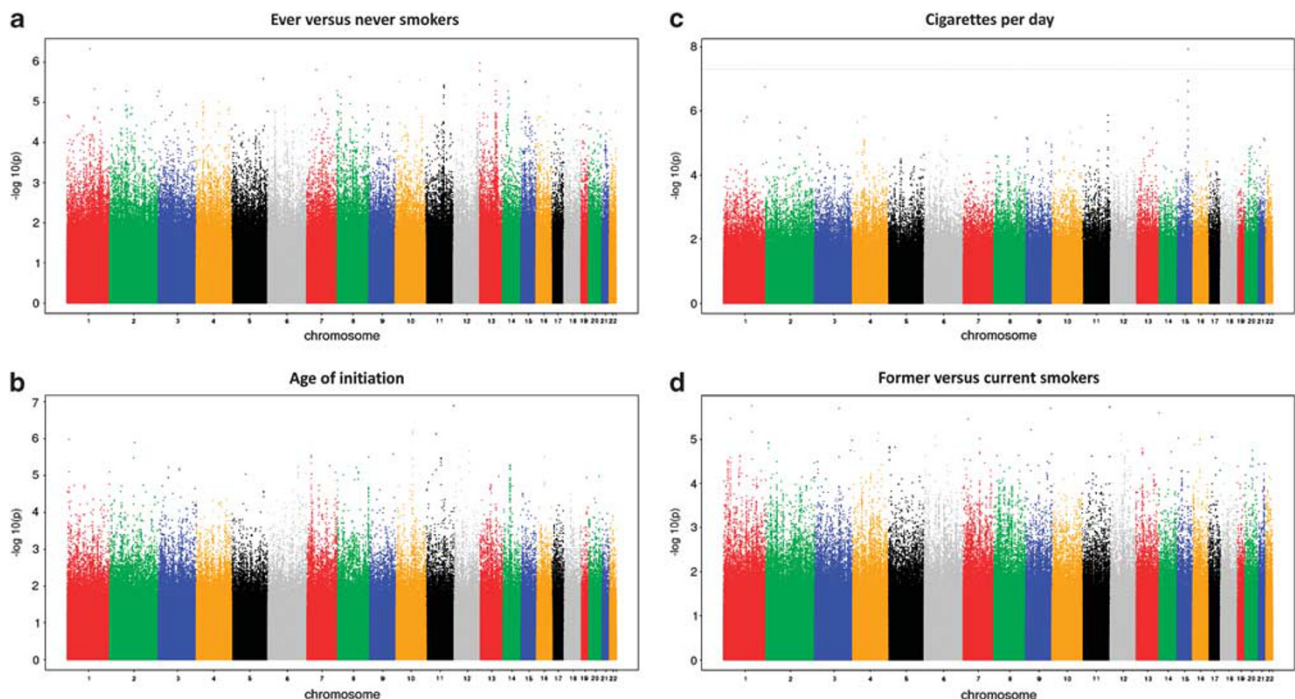 a
Ever versus never smokers
6
5
4
3
2
1
0
-log 10(p)
1 2 3 4 5 6 7 8 9 10 11 12 13 14 15 16 17 18 19 20 21 22
chromosome
b
Age of initiation
7
6
5
4
3
2
1
0
-log 10(p)
1 2 3 4 5 6 7 8 9 10 11 12 13 14 15 16 17 18 19 20 21 22
chromosome
c
Cigarettes per day
8
6
4
2
0
-log 10(p)
1 2 3 4 5 6 7 8 9 10 11 12 13 14 15 16 17 18 19 20 21 22
chromosome
d
Former versus current smokers
5
4
3
2
1
0
-log 10(p)
1 2 3 4 5 6 7 8 9 10 11 12 13 14 15 16 17 18 19 20 21 22
chromosome